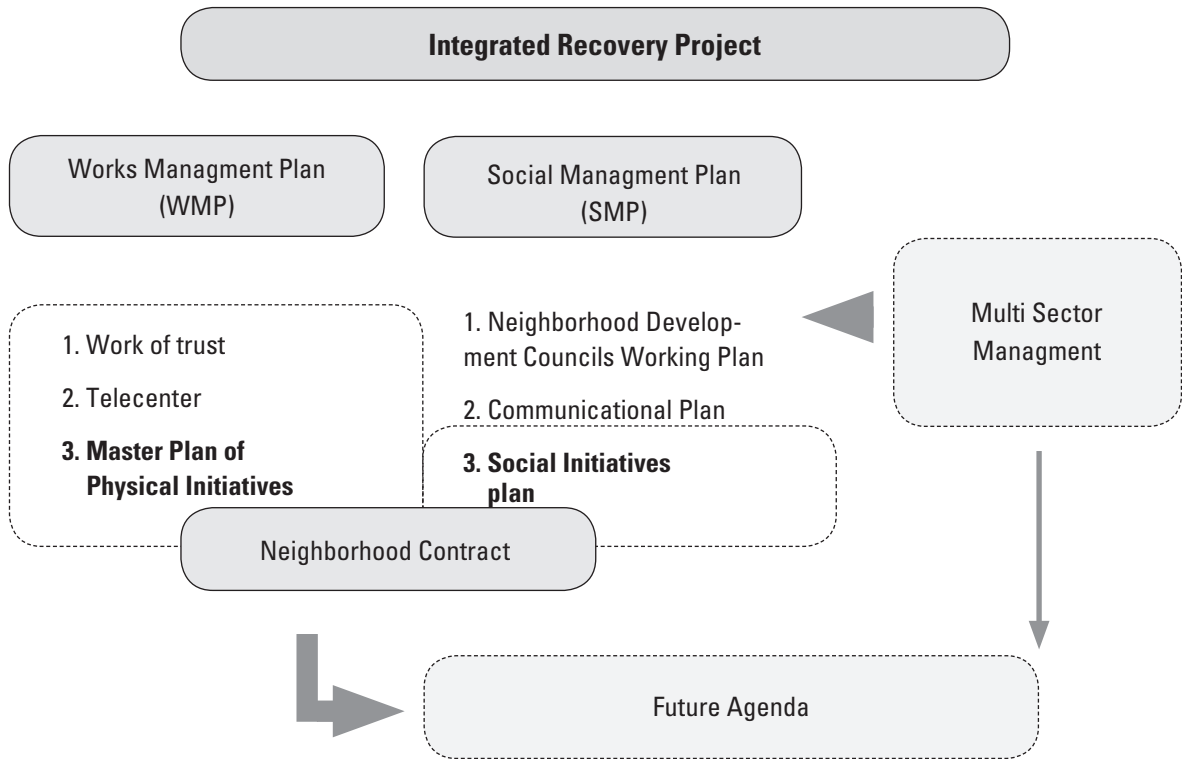 Integrated Recovery Project
Works Managment Plan
(WMP)
Social Managment Plan
(SMP)
1. Work of trust
2. Telecenter
3. Master Plan of
Physical Initiatives
1. Neighborhood Develop-
ment Councils Working Plan
2. Communicational Plan
3. Social Initiatives
plan
Multi Sector
Managment
Neighborhood Contract
Future Agenda